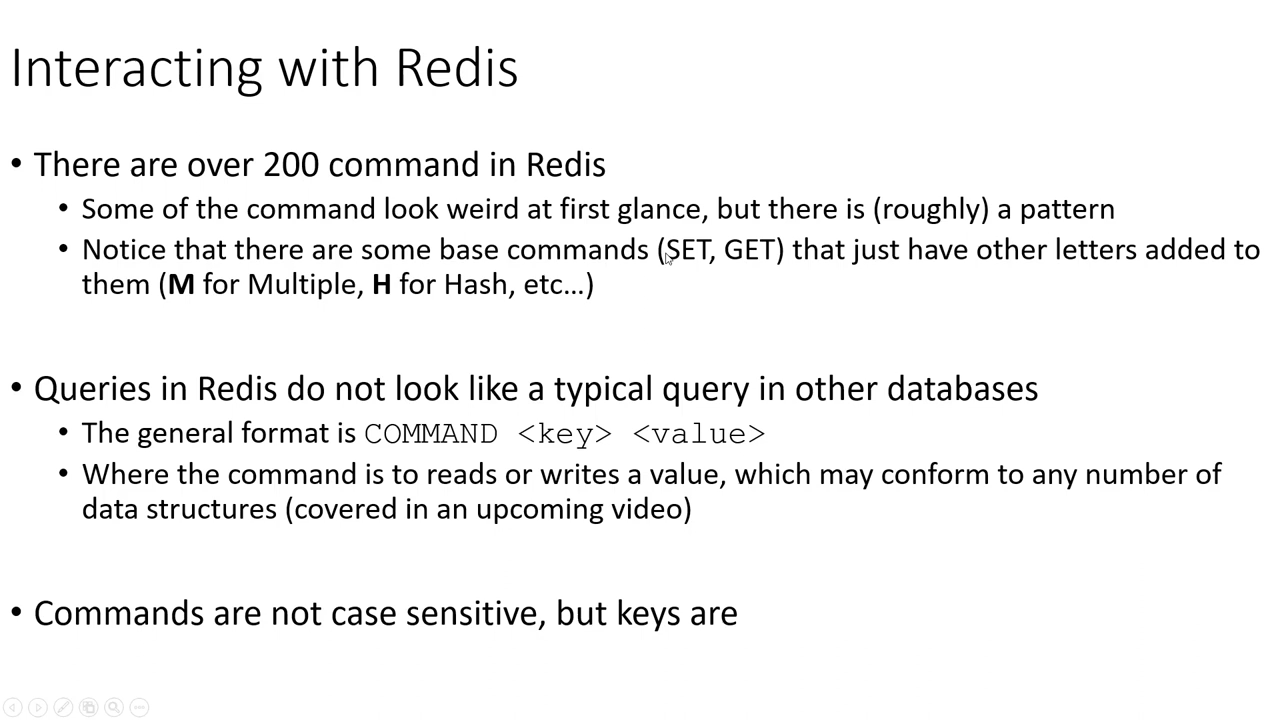 Interacting with Redis
• There are over 200 command in Redis
• Some of the command look weird at first glance, but there is (roughly) a pattern
• Notice that there are some base commands (SET, GET) that just have other letters added to
them (M for Multiple, H for Hash, etc…)
• Queries in Redis do not look like a typical query in other databases
• The general format is COMMAND <key> <value>
• Where the command is to reads or writes a value, which may conform to any number of
data structures (covered in an upcoming video)
• Commands are not case sensitive, but keys are